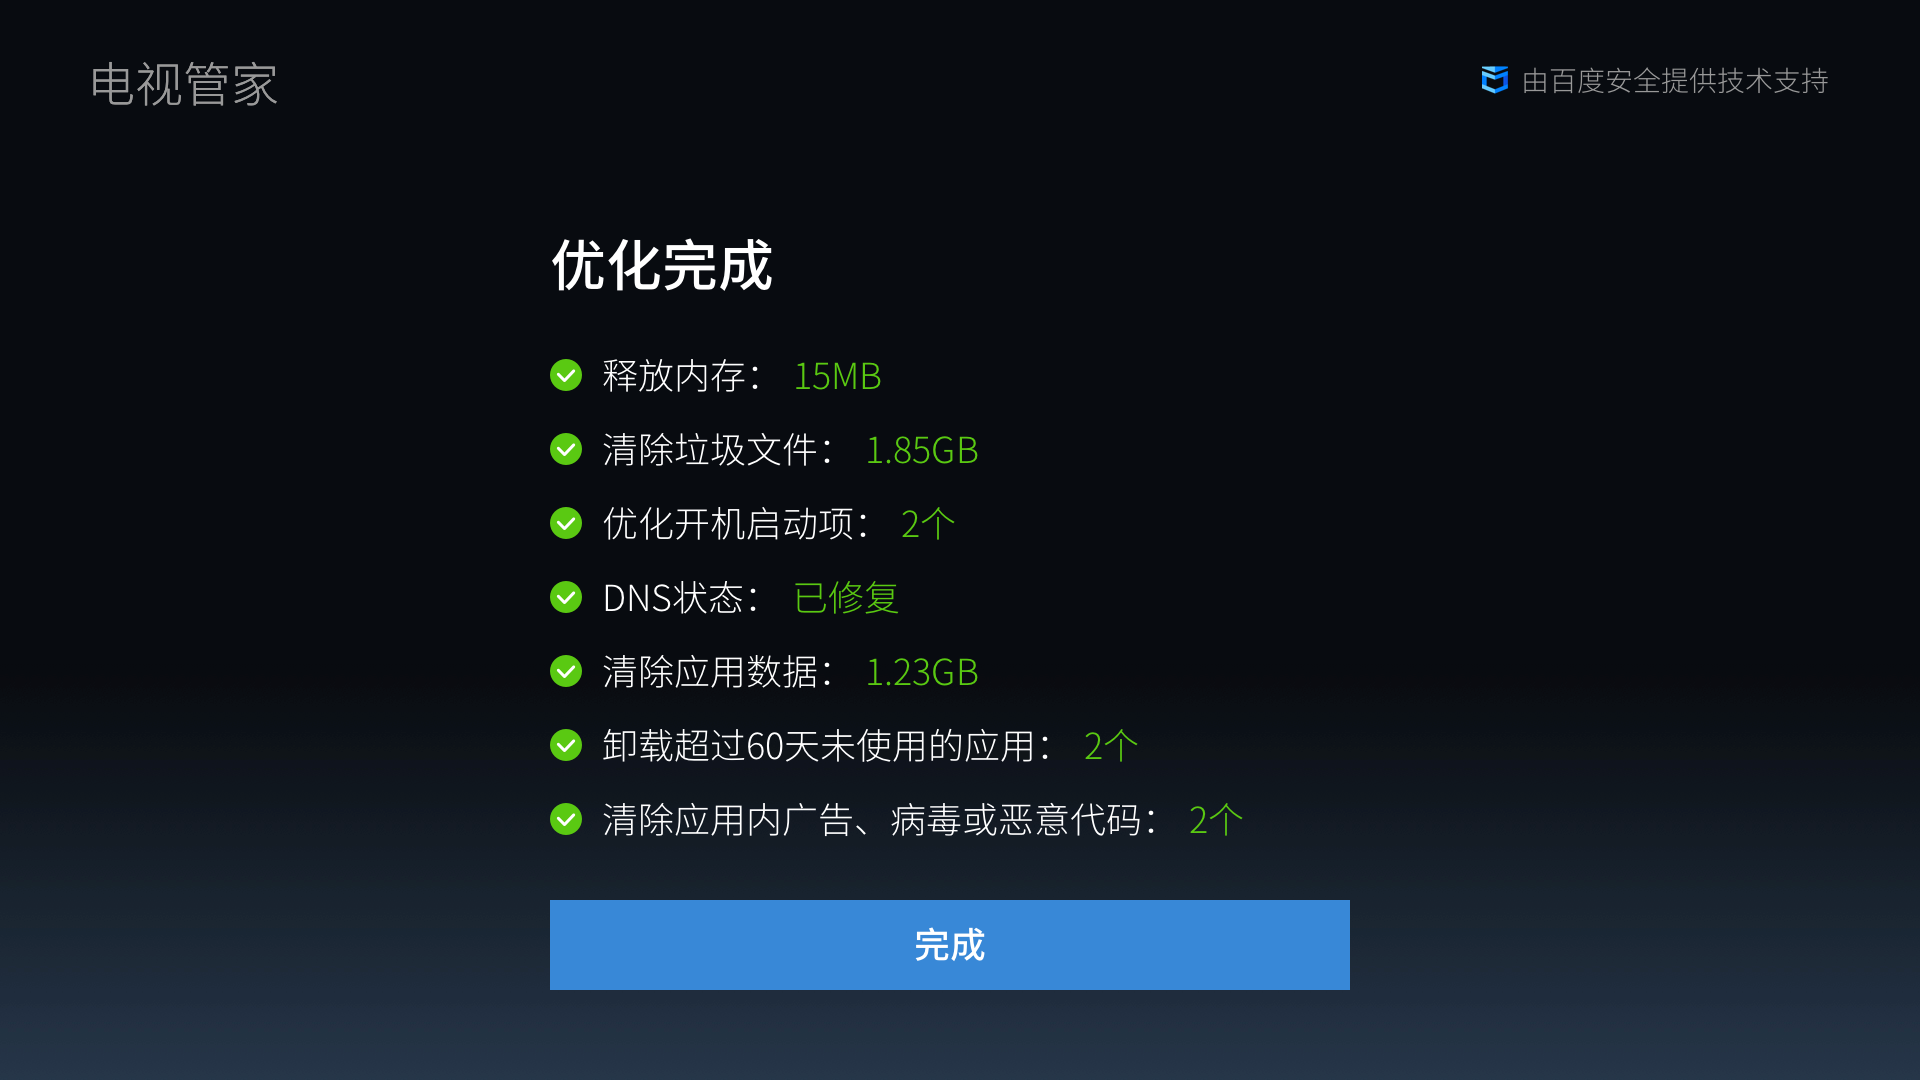 电视管家
由百度安全提供技术支持
优化完成
释放内存： 15MB
清除垃圾文件： 1.85GB
优化开机启动项： 2个
DNS状态： 已修复
清除应用数据： 1.23GB
卸载超过60天未使用的应用： 2个
清除应用内广告、病毒或恶意代码： 2个
完成